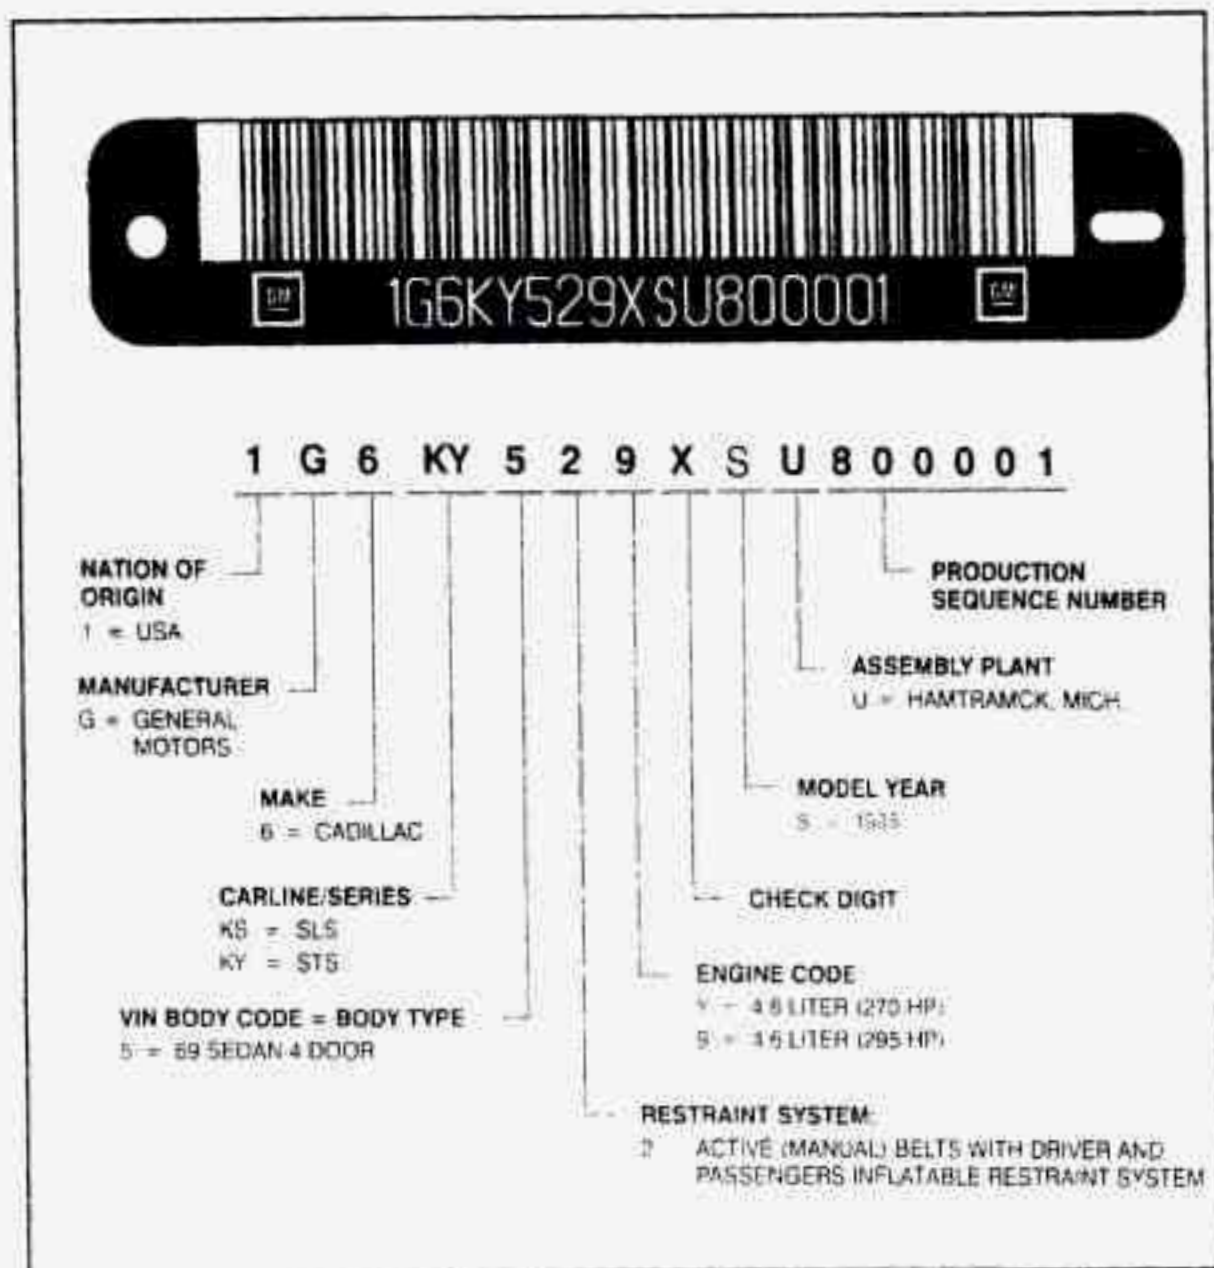 GM 1G6KY529XSU800001 GM
1 G 6 KY 5 2 9 X S U 8 0 0 0 0 1
NATION OF
ORIGIN
1 = USA
MANUFACTURER
G = GENERAL
MOTORS
MAKE
6 = CADILLAC
CARLINE/SERIES
KS = SLS
KY = STS
VIN BODY CODE = BODY TYPE
5 = 69 SEDAN 4 DOOR
PRODUCTION
SEQUENCE NUMBER
ASSEMBLY PLANT
U = HAMTRAMCK, MICH.
MODEL YEAR
S =
CHECK DIGIT
ENGINE CODE
Y = 4.6 LITER (270 HP)
9 = 4.6 LITER (295 HP)
RESTRAINT SYSTEM:
2 ACTIVE (MANUAL) BELTS WITH DRIVER AND
PASSENGERS INFLATABLE RESTRAINT SYSTEM